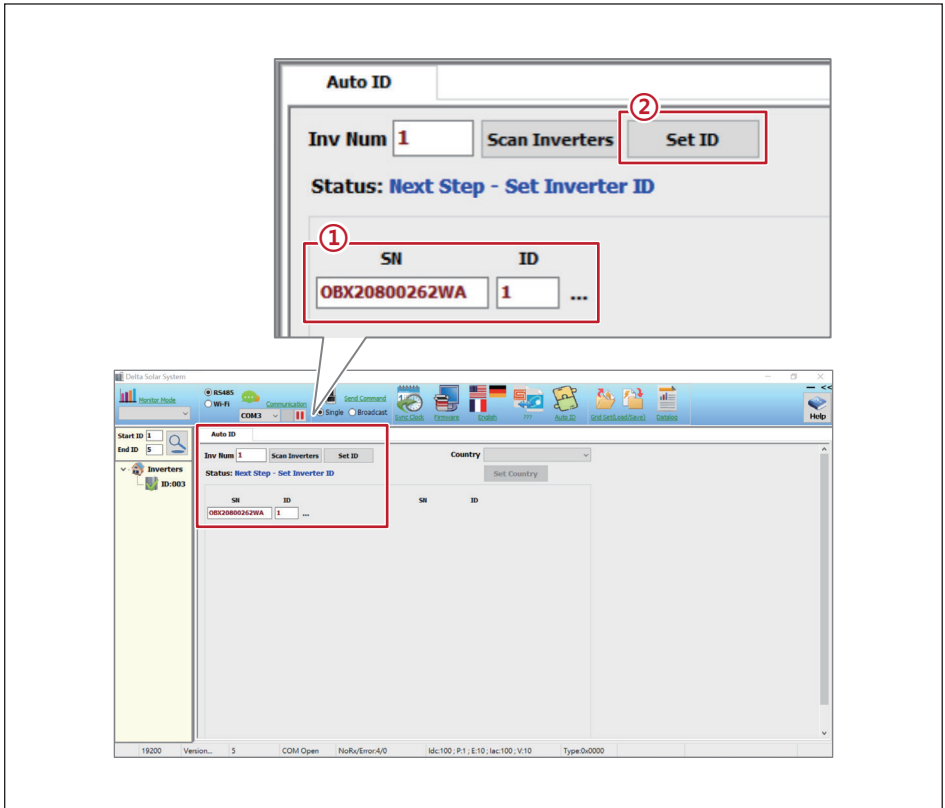 Auto ID
②
Inv Num 1 Scan Inverters Set ID
Status: Next Step - Set Inverter ID
①
SN ID
OBX20800262WA 1 ...
Delta Solar System
Monitor Mode
RS485
Wi-Fi
COM3
Communication
Send Command
Single Broadcast
Sync Clock
Firmware
English
???
Auto ID
Grid Set(Load/Save)
Datalog
<<
Help
Start ID 1
End ID 5
Inverters
ID:003
Auto ID
Inv Num 1 Scan Inverters Set ID Country
Status: Next Step - Set Inverter ID Set Country
SN ID SN ID
OBX20800262WA 1 ...
19200 Version... 5 COM Open NoRx/Error:4/0 Idc:100 ; P:1 ; E:10 ; Iac:100 ; V:10 Type:0x0000